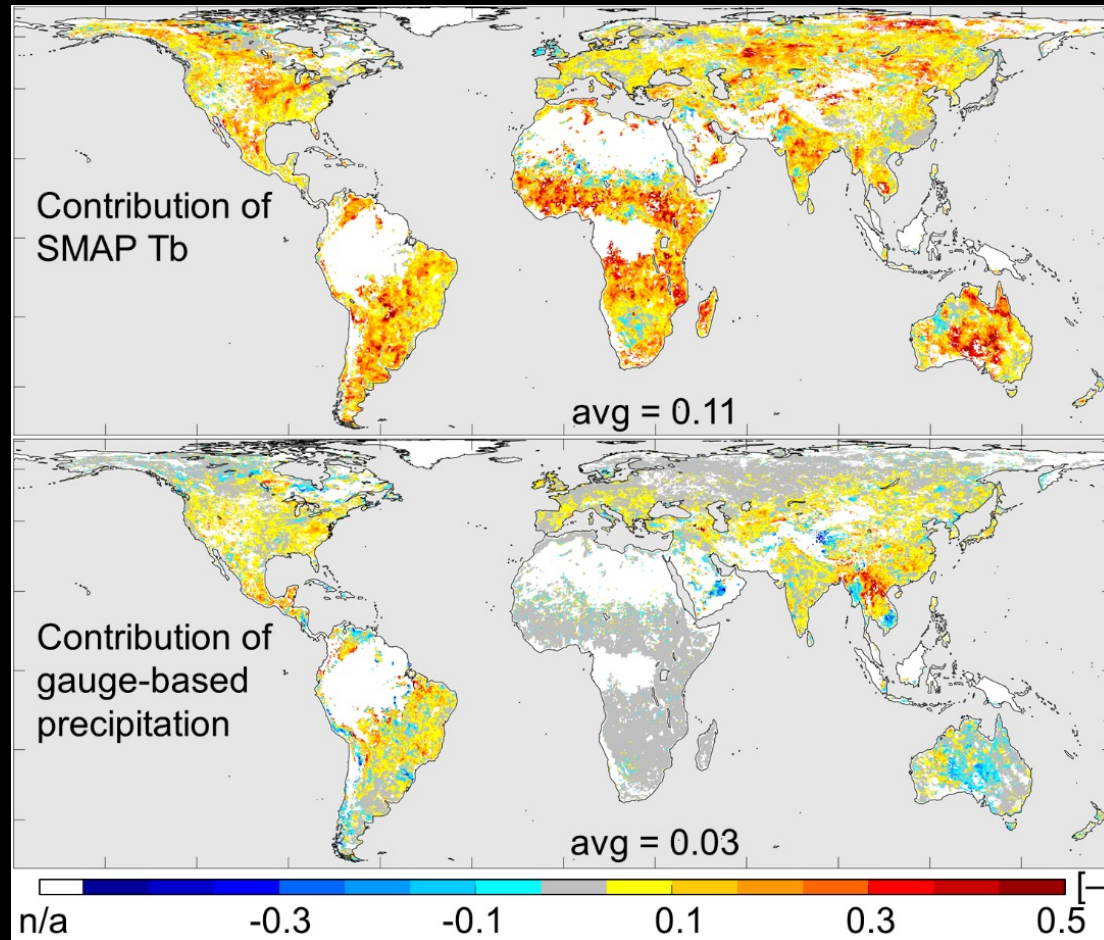 Contribution of
SMAP Tb
avg = 0.11
Contribution of
gauge-based
precipitation
avg = 0.03
n/a -0.3 -0.1 0.1 0.3 0.5 [–